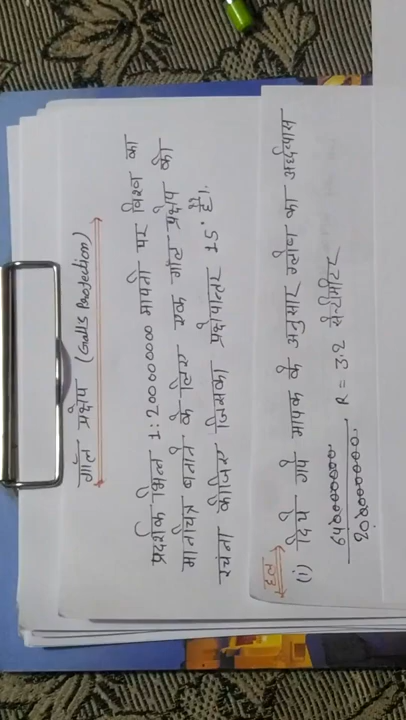 गॉल प्रक्षेप (Gall's Projection)
प्रदर्शक भिन्न 1:200000000 मापनी पर विश्व का
मानचित्र बनाने के लिए एक गॉल प्रक्षेप की
रचना कीजिए जिसका प्रक्षेपान्तर 15° है।
हल
(i) दिये गये मापक के अनुसार ग्लोब का अर्धव्यास
640000000
200000000 R = 3.2 सेन्टीमीटर